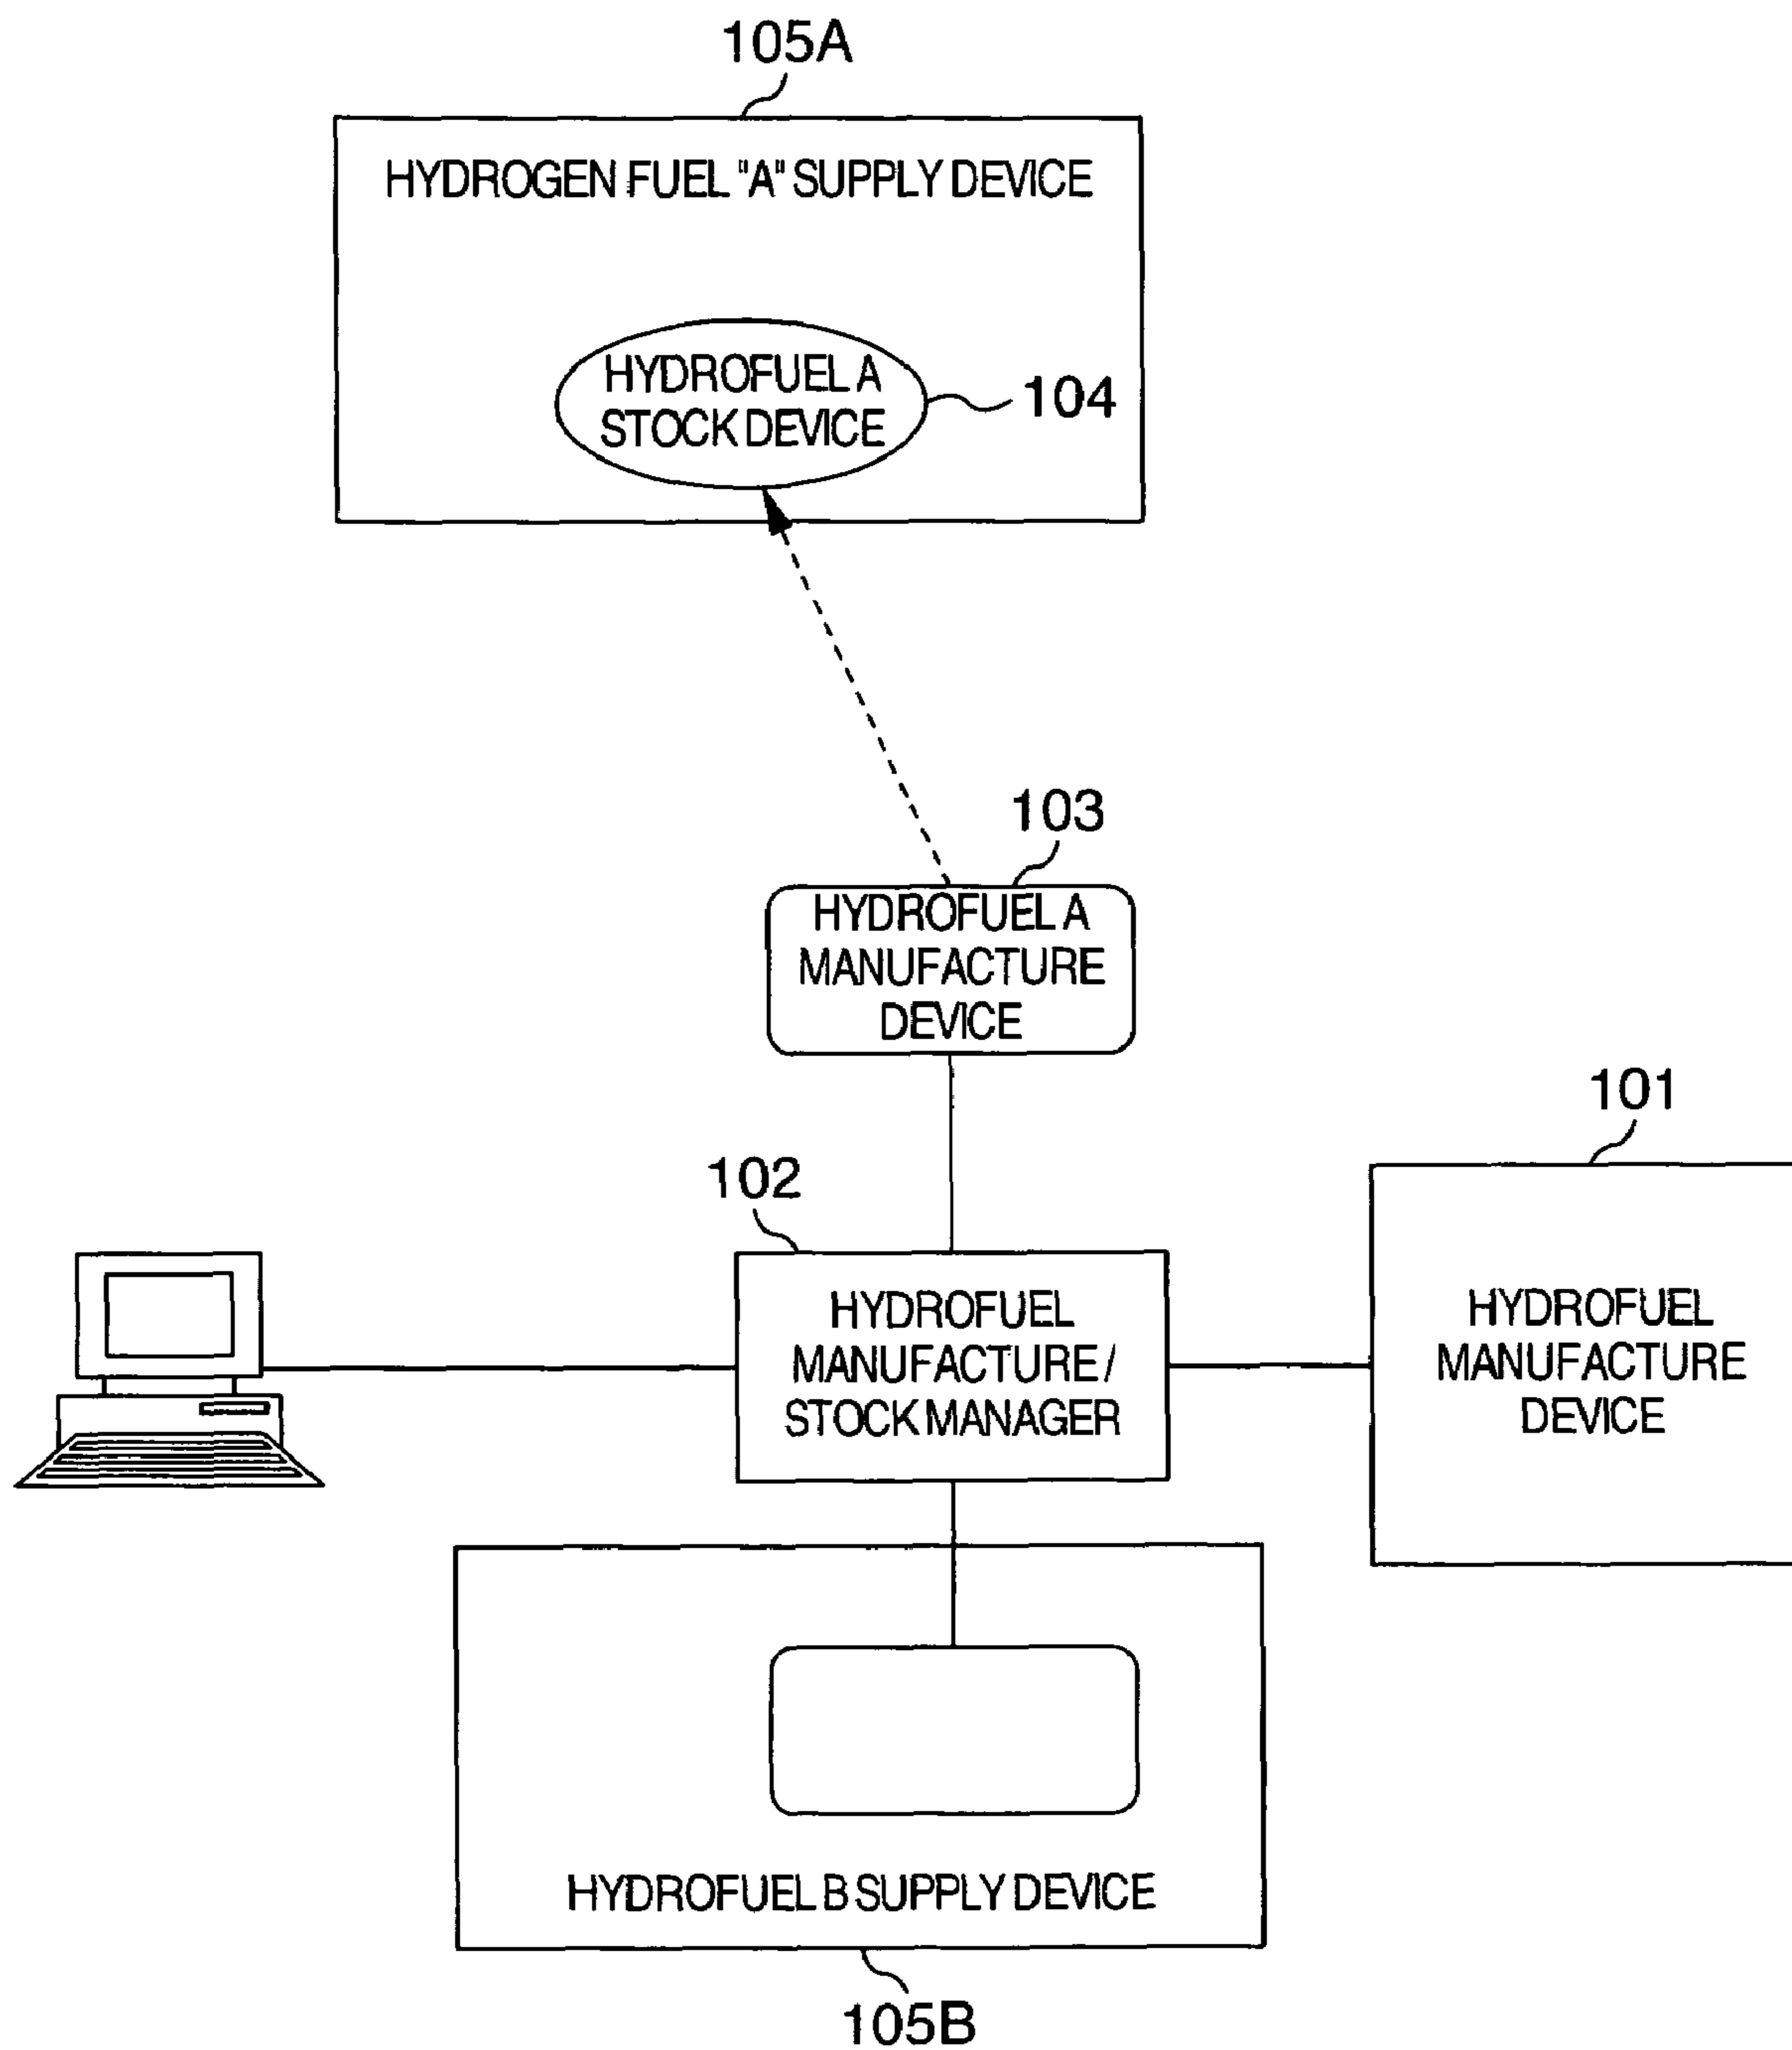 105A
HYDROGEN FUEL "A" SUPPLY DEVICE
HYDROFUEL A
STOCK DEVICE
104
103
HYDROFUEL A
MANUFACTURE
DEVICE
101
102
HYDROFUEL
MANUFACTURE /
STOCK MANAGER
HYDROFUEL
MANUFACTURE
DEVICE
HYDROFUEL B SUPPLY DEVICE
105B